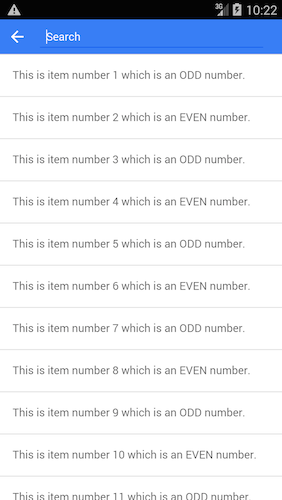 3G 10:22
Search
This is item number 1 which is an ODD number.
This is item number 2 which is an EVEN number.
This is item number 3 which is an ODD number.
This is item number 4 which is an EVEN number.
This is item number 5 which is an ODD number.
This is item number 6 which is an EVEN number.
This is item number 7 which is an ODD number.
This is item number 8 which is an EVEN number.
This is item number 9 which is an ODD number.
This is item number 10 which is an EVEN number.
This is item number 11 which is an ODD number.